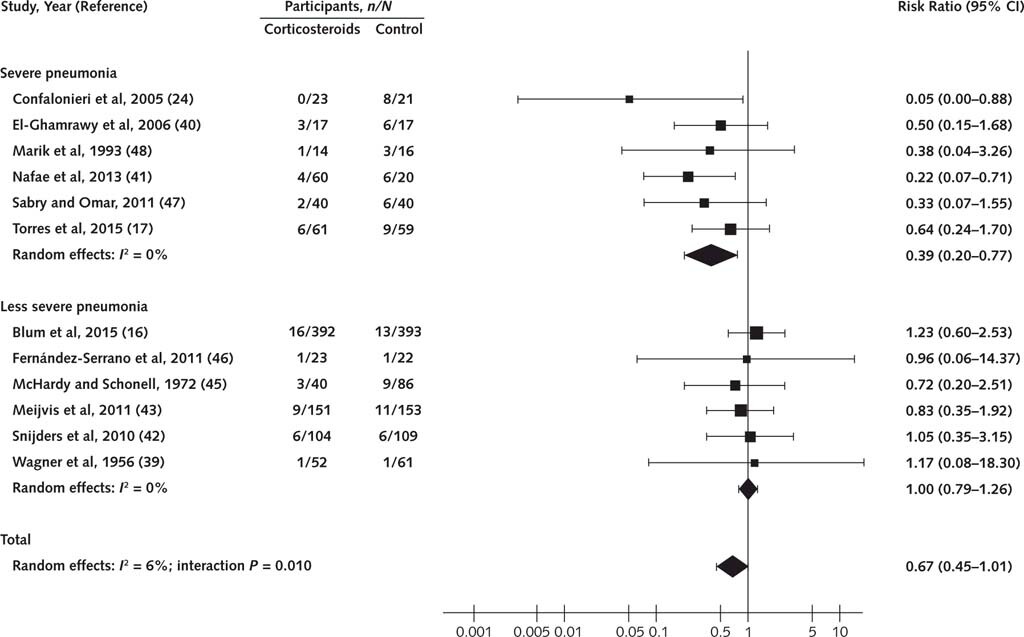 Study, Year (Reference) Participants, n/N Risk Ratio (95% CI)
Corticosteroids Control
Severe pneumonia
Confalonieri et al, 2005 (24) 0/23 8/21 0.05 (0.00–0.88)
El-Ghamrawy et al, 2006 (40) 3/17 6/17 0.50 (0.15–1.68)
Marik et al, 1993 (48) 1/14 3/16 0.38 (0.04–3.26)
Nafae et al, 2013 (41) 4/60 6/20 0.22 (0.07–0.71)
Sabry and Omar, 2011 (47) 2/40 6/40 0.33 (0.07–1.55)
Torres et al, 2015 (17) 6/61 9/59 0.64 (0.24–1.70)
Random effects: I² = 0% 0.39 (0.20–0.77)
Less severe pneumonia
Blum et al, 2015 (16) 16/392 13/393 1.23 (0.60–2.53)
Fernández-Serrano et al, 2011 (46) 1/23 1/22 0.96 (0.06–14.37)
McHardy and Schonell, 1972 (45) 3/40 9/86 0.72 (0.20–2.51)
Meijvis et al, 2011 (43) 9/151 11/153 0.83 (0.35–1.92)
Snijders et al, 2010 (42) 6/104 6/109 1.05 (0.35–3.15)
Wagner et al, 1956 (39) 1/52 1/61 1.17 (0.08–18.30)
Random effects: I² = 0% 1.00 (0.79–1.26)
Total
Random effects: I² = 6%; interaction P = 0.010 0.67 (0.45–1.01)
0.001 0.005 0.01 0.05 0.1 0.5 1 5 10